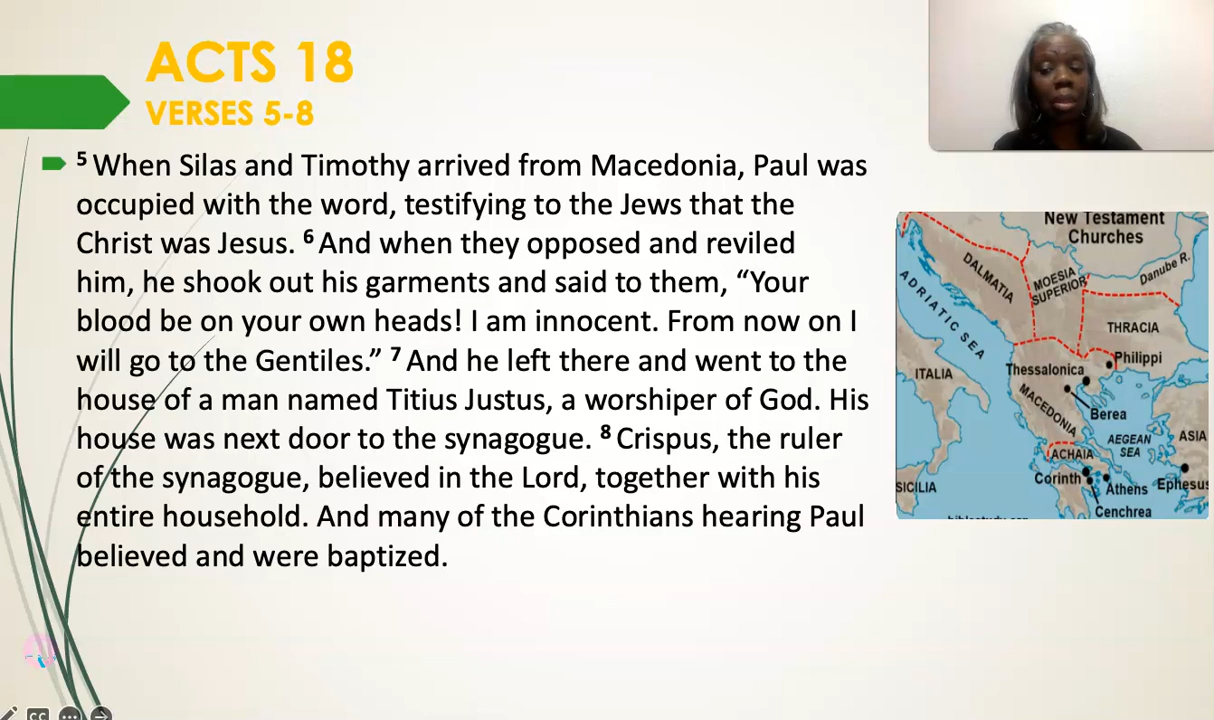 ACTS 18
VERSES 5-8
5 When Silas and Timothy arrived from Macedonia, Paul was
occupied with the word, testifying to the Jews that the
Christ was Jesus. 6 And when they opposed and reviled
him, he shook out his garments and said to them, “Your
blood be on your own heads! I am innocent. From now on I
will go to the Gentiles.” 7 And he left there and went to the
house of a man named Titius Justus, a worshiper of God. His
house was next door to the synagogue. 8 Crispus, the ruler
of the synagogue, believed in the Lord, together with his
entire household. And many of the Corinthians hearing Paul
believed and were baptized.
New Testament
Churches
DALMATIA
MOESIA
SUPERIOR
Danube R.
ADRIATIC SEA
THRACIA
Philippi
Thessalonica
ITALIA
MACEDONIA
Berea
AEGEAN
SEA
ASIA
ACHAIA
Corinth
Athens
Ephesus
SICILIA
Cenchrea
CC